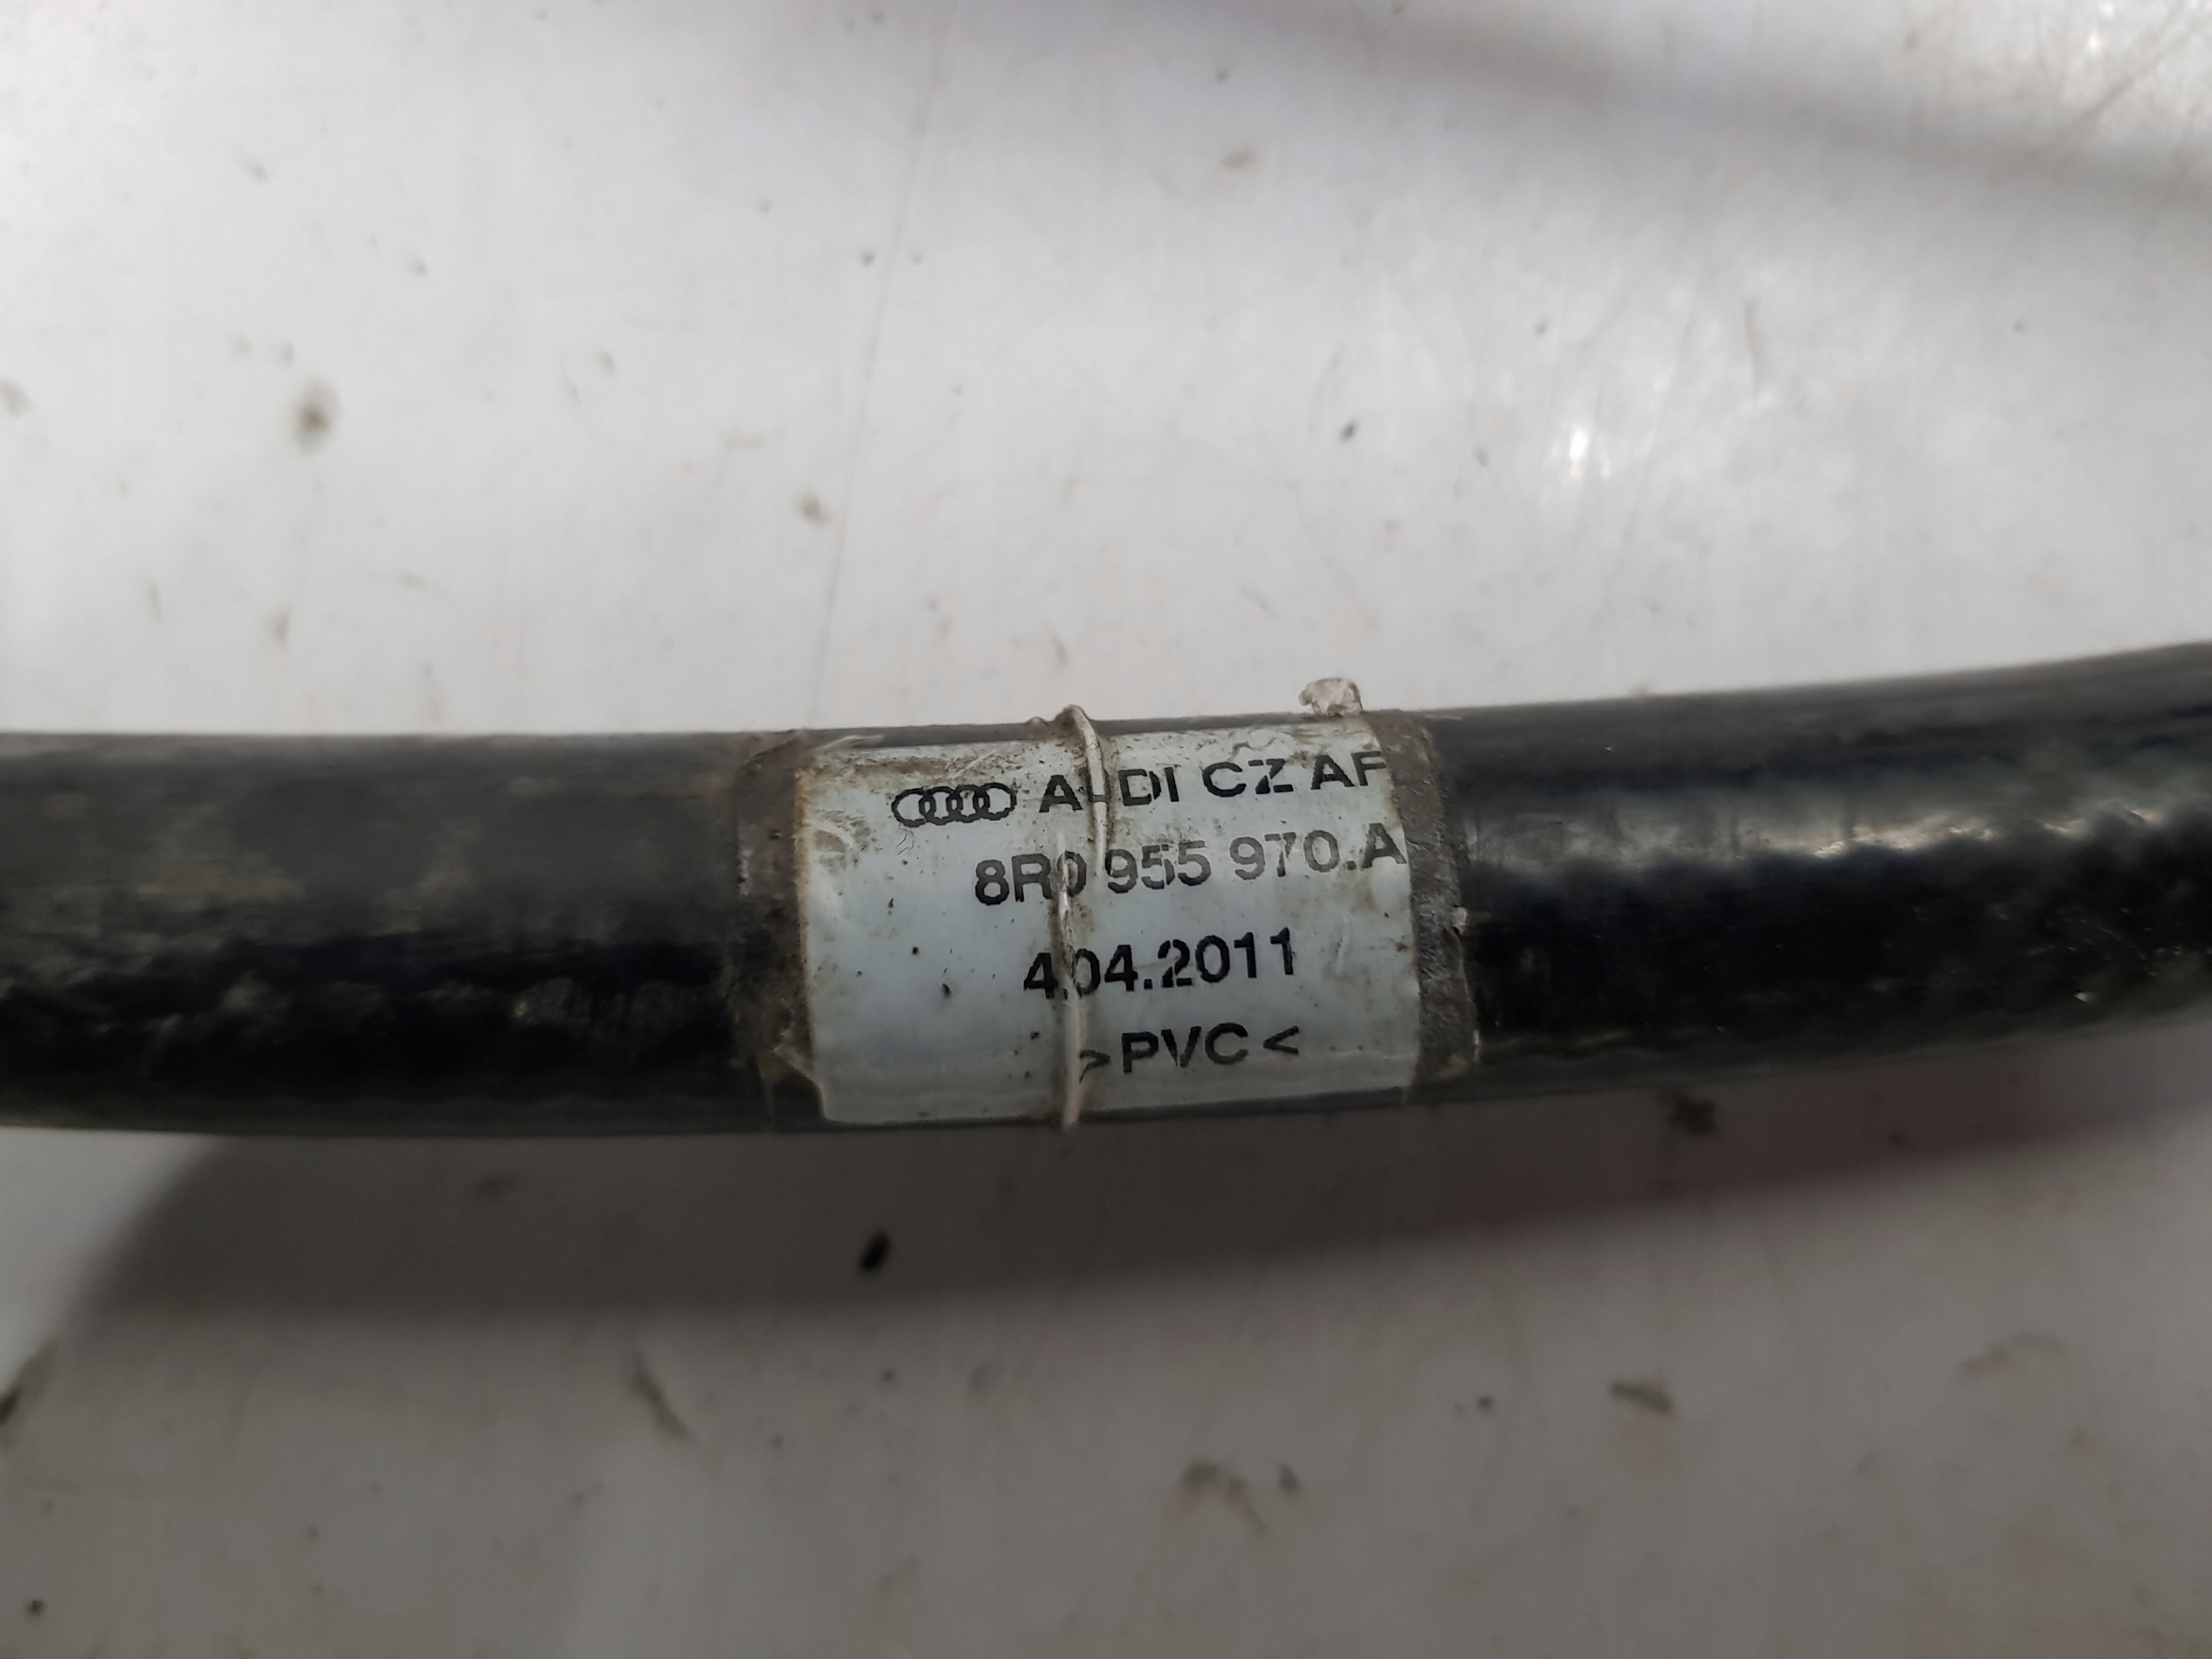 AUDI CZ AF
8R0 955 970.A
4.04.2011
>PVC<